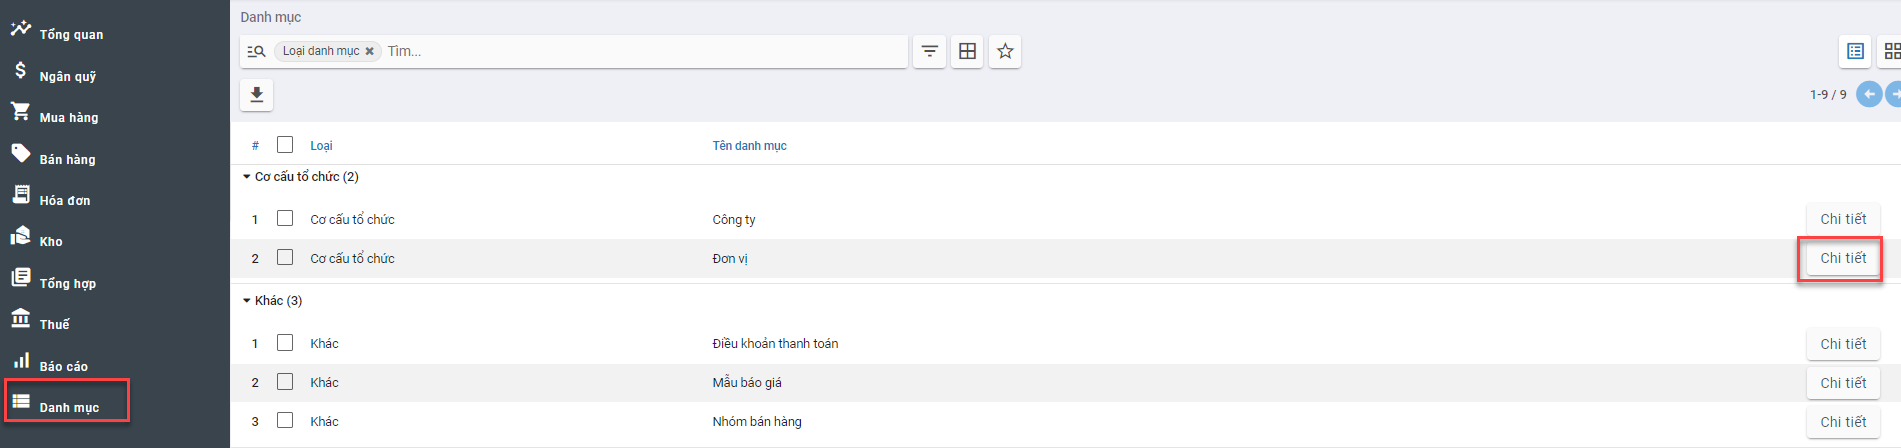 Tổng quan
Ngân quỹ
Mua hàng
Bán hàng
Hóa đơn
Kho
Tổng hợp
Thuế
Báo cáo
Danh mục
Danh mục
Loại danh mục Tìm...
1-9 / 9
# Loại Tên danh mục
Cơ cấu tổ chức (2)
1 Cơ cấu tổ chức Công ty Chi tiết
2 Cơ cấu tổ chức Đơn vị Chi tiết
Khác (3)
1 Khác Điều khoản thanh toán Chi tiết
2 Khác Mẫu báo giá Chi tiết
3 Khác Nhóm bán hàng Chi tiết